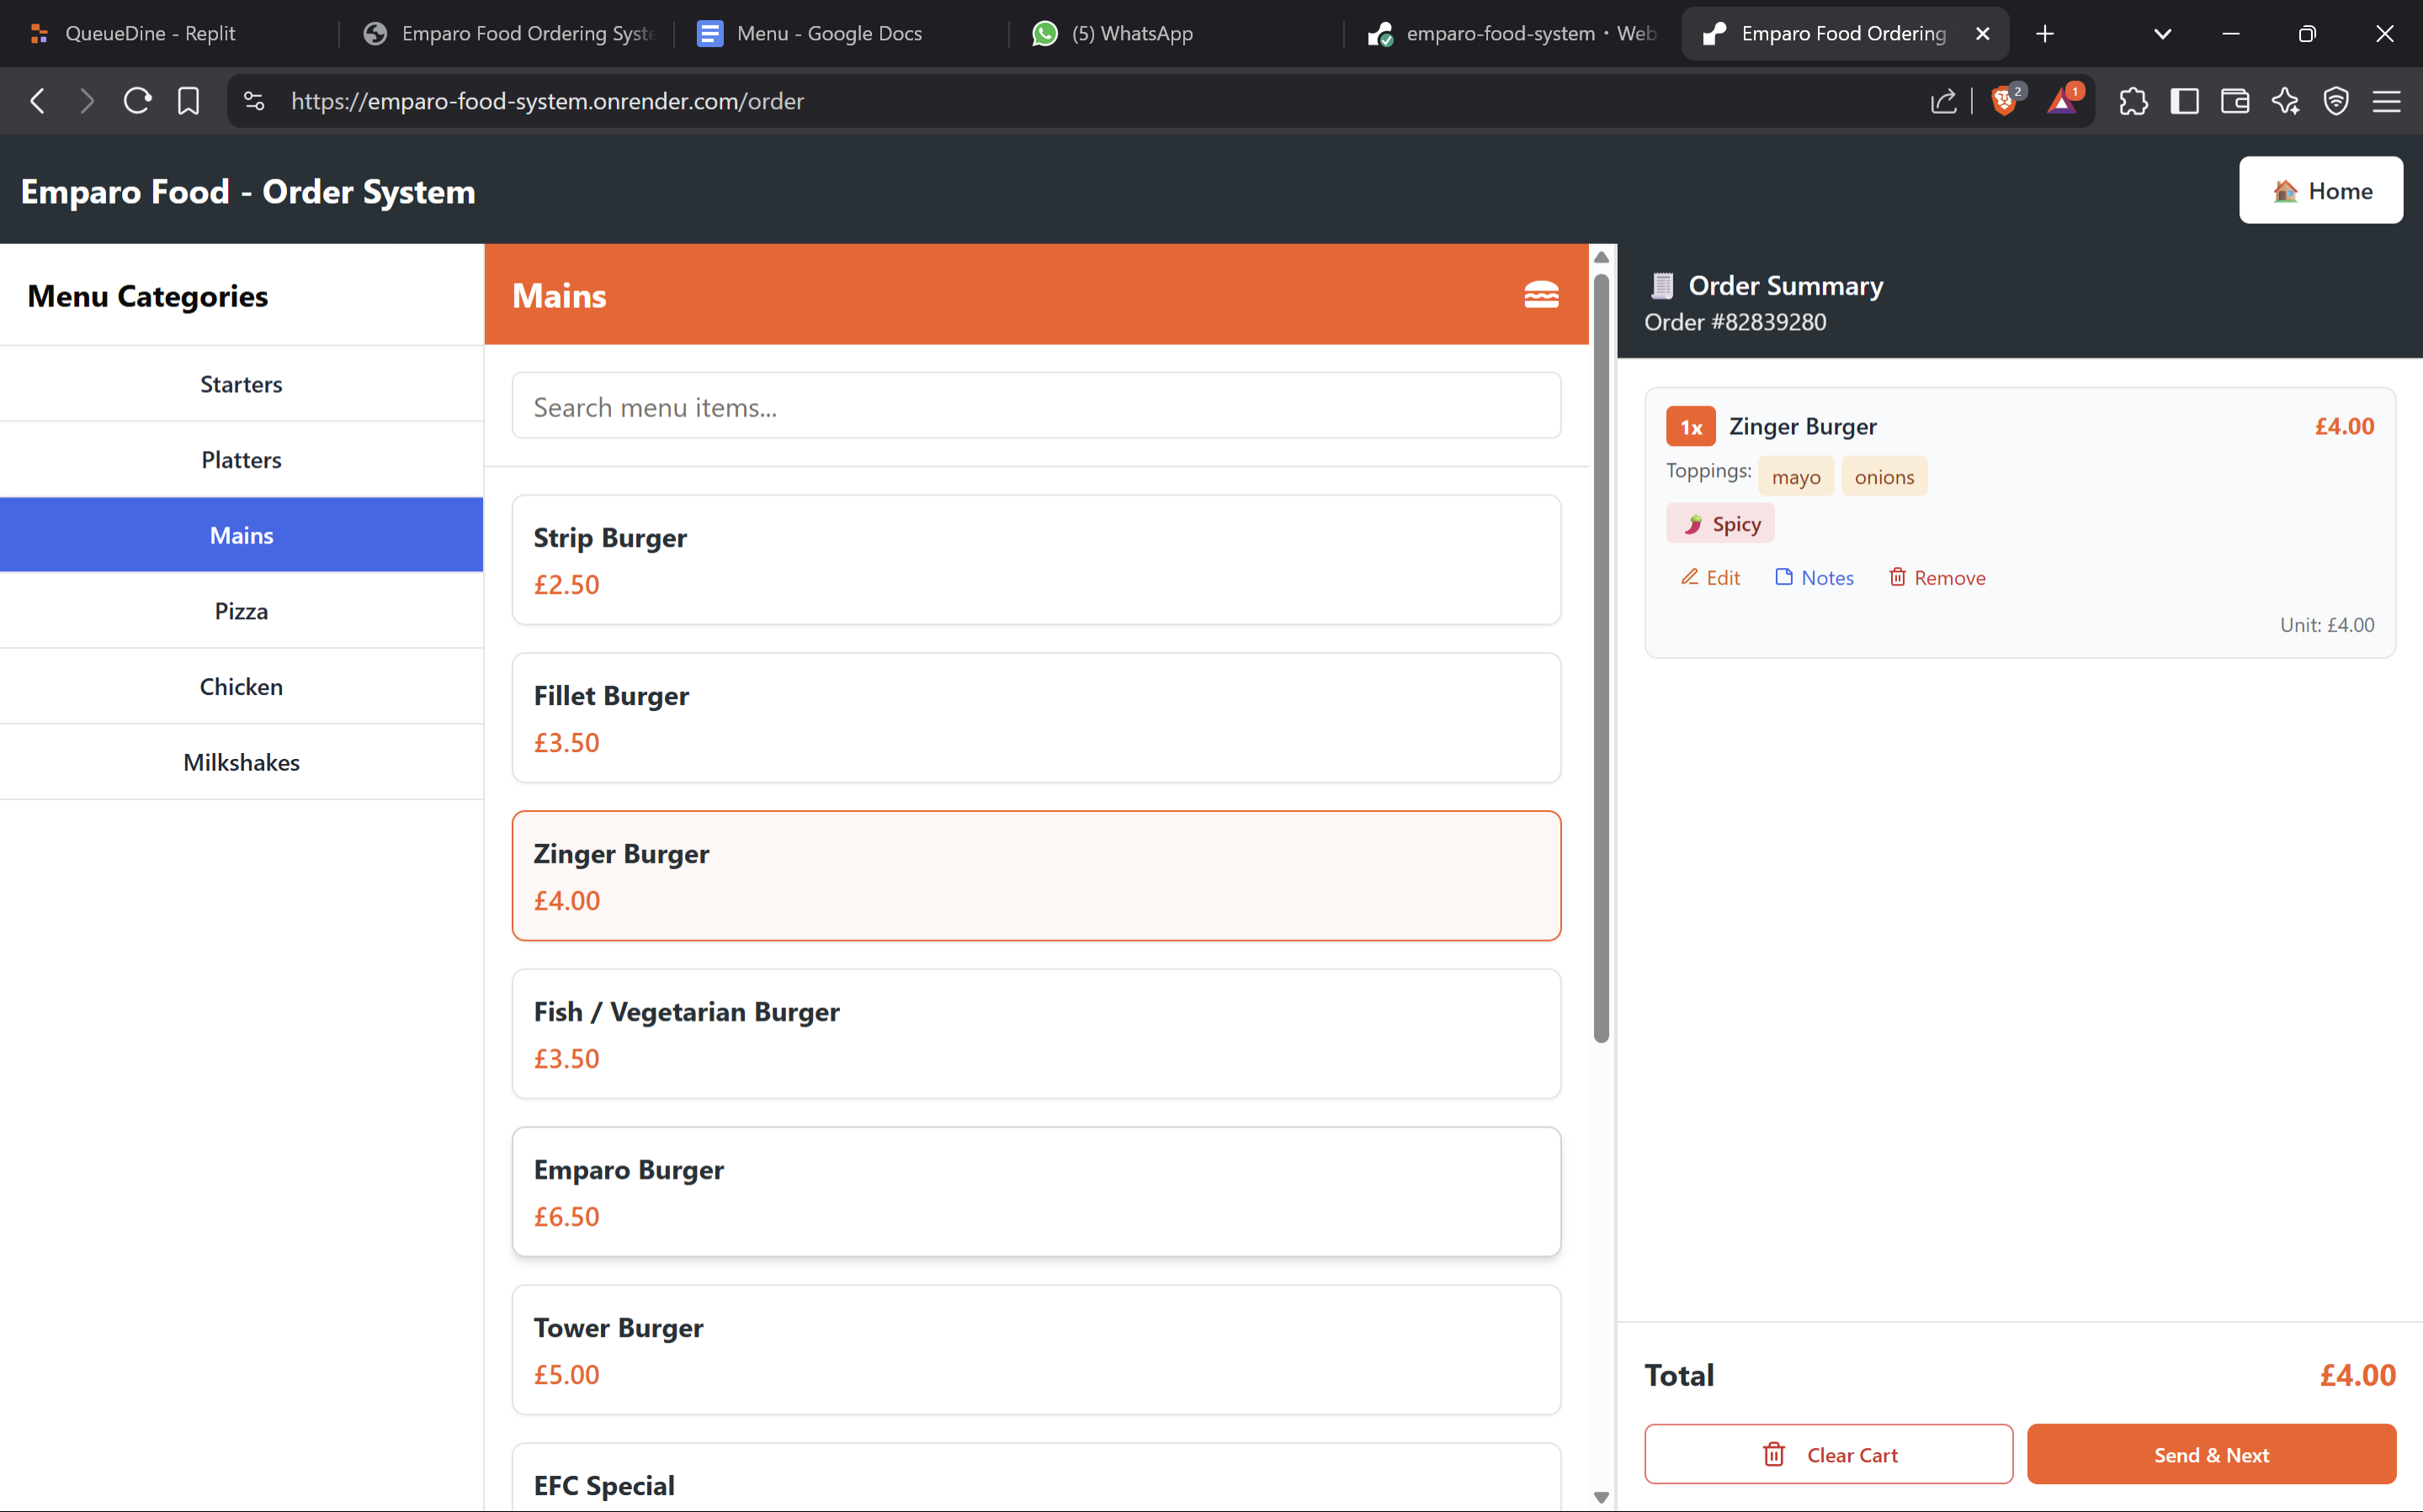 QueueDine - Replit
Emparo Food Ordering Syste
Menu - Google Docs
(5) WhatsApp
emparo-food-system • Web
Emparo Food Ordering
https://emparo-food-system.onrender.com/order
2
1
Emparo Food - Order System
Home
Menu Categories
Starters
Platters
Mains
Pizza
Chicken
Milkshakes
Mains
Search menu items...
Strip Burger
£2.50
Fillet Burger
£3.50
Zinger Burger
£4.00
Fish / Vegetarian Burger
£3.50
Emparo Burger
£6.50
Tower Burger
£5.00
EFC Special
Order Summary
Order #82839280
1x Zinger Burger £4.00
Toppings: mayo onions
Spicy
Edit Notes Remove
Unit: £4.00
Total £4.00
Clear Cart
Send & Next